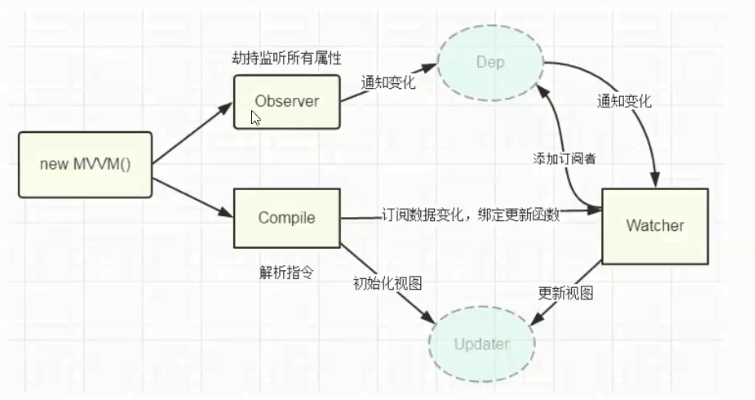 劫持监听所有属性
Dep
通知变化
Observer
通知变化
new MVVM()
添加订阅者
Compile
订阅数据变化，绑定更新函数
Watcher
解析指令
初始化视图
更新视图
Updater